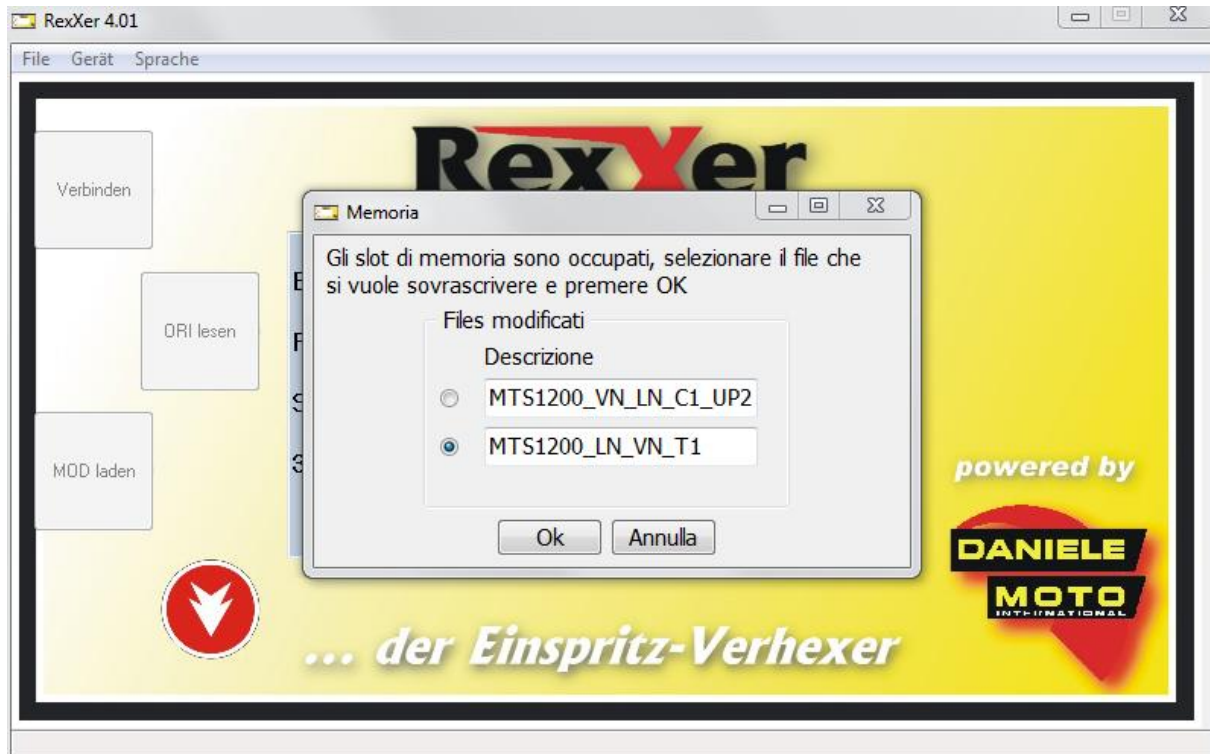 RexXer 4.01
File Gerät Sprache
RexXer
Verbinden
ORI lesen
MOD laden
Memoria
Gli slot di memoria sono occupati, selezionare il file che
si vuole sovrascrivere e premere OK
Files modificati
Descrizione
MTS1200_VN_LN_C1_UP2
MTS1200_LN_VN_T1
Ok Annulla
powered by
DANIELE
MOTO
INTERNATIONAL
... der Einspritz-Verhexer